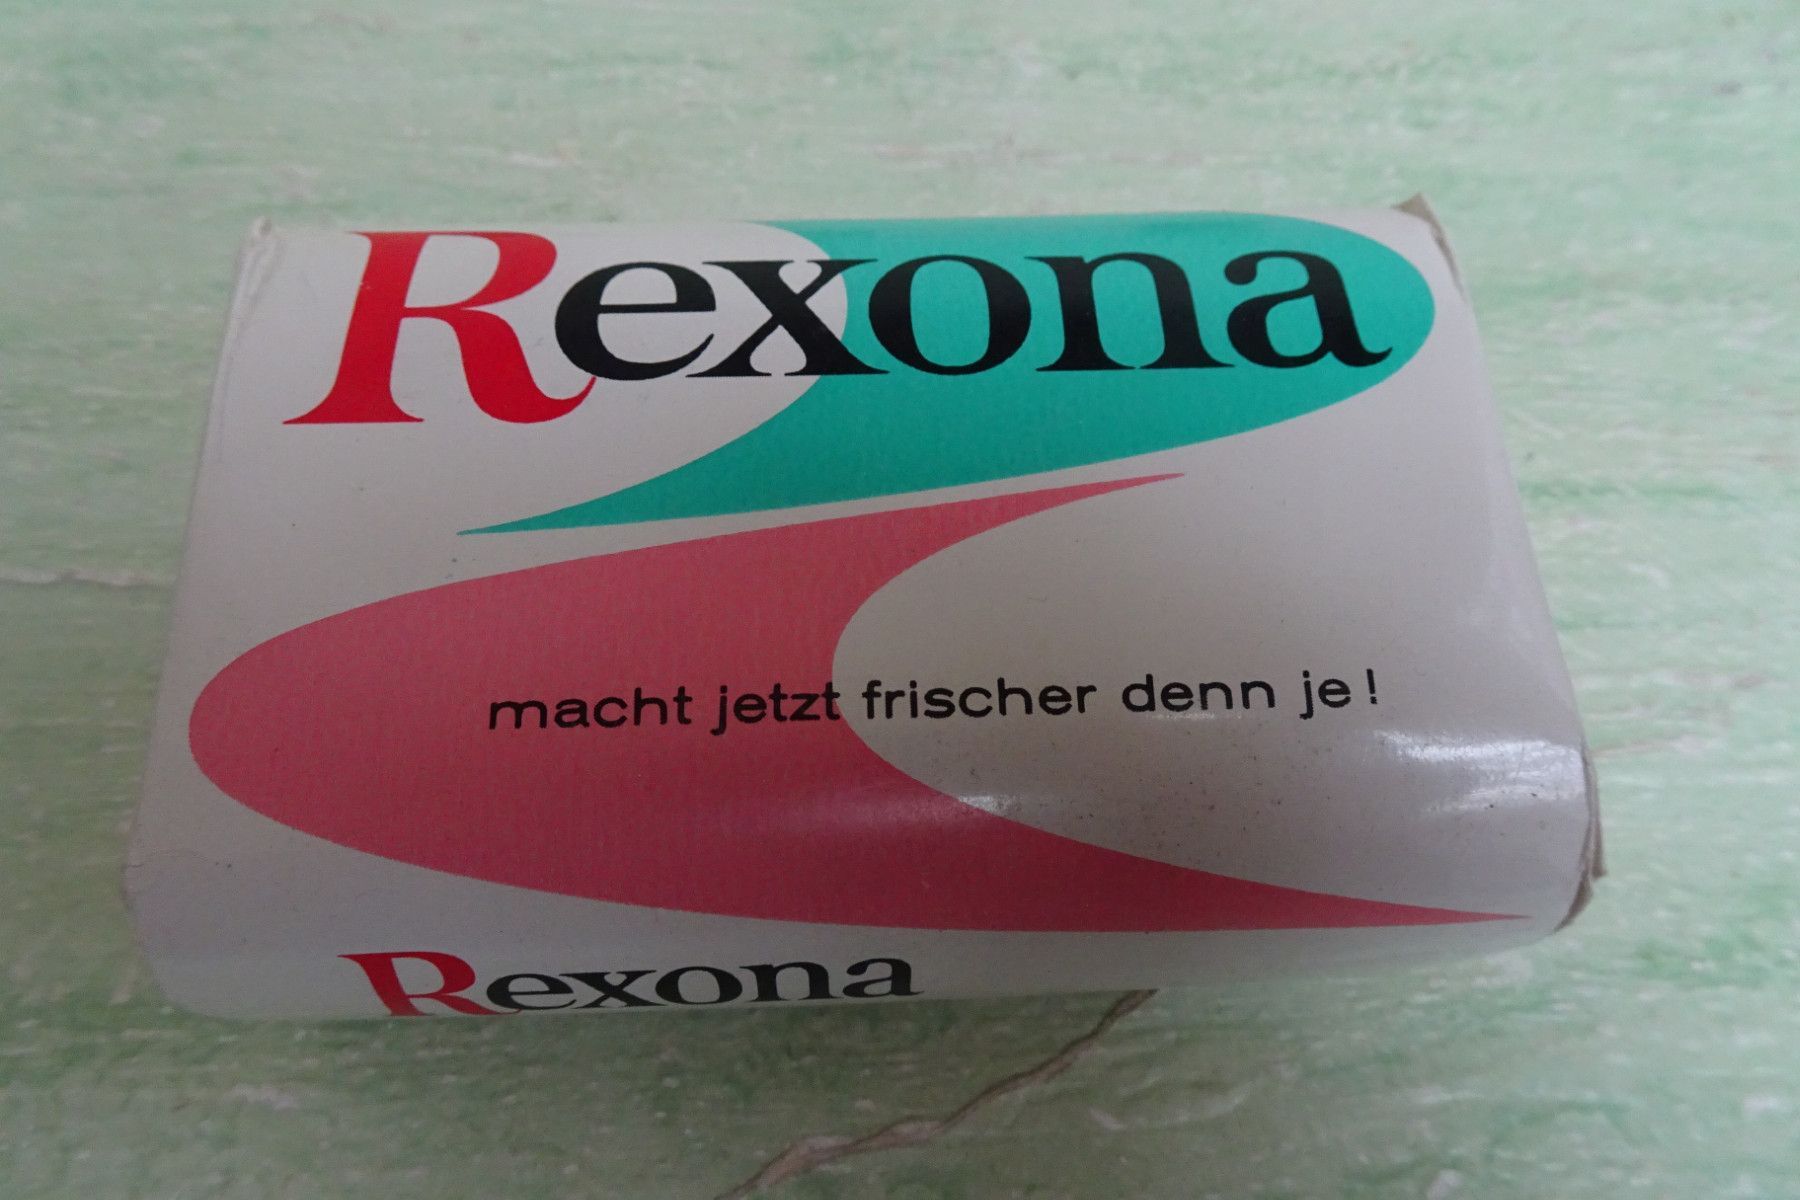 Rexona
macht jetzt frischer denn je!
Rexona